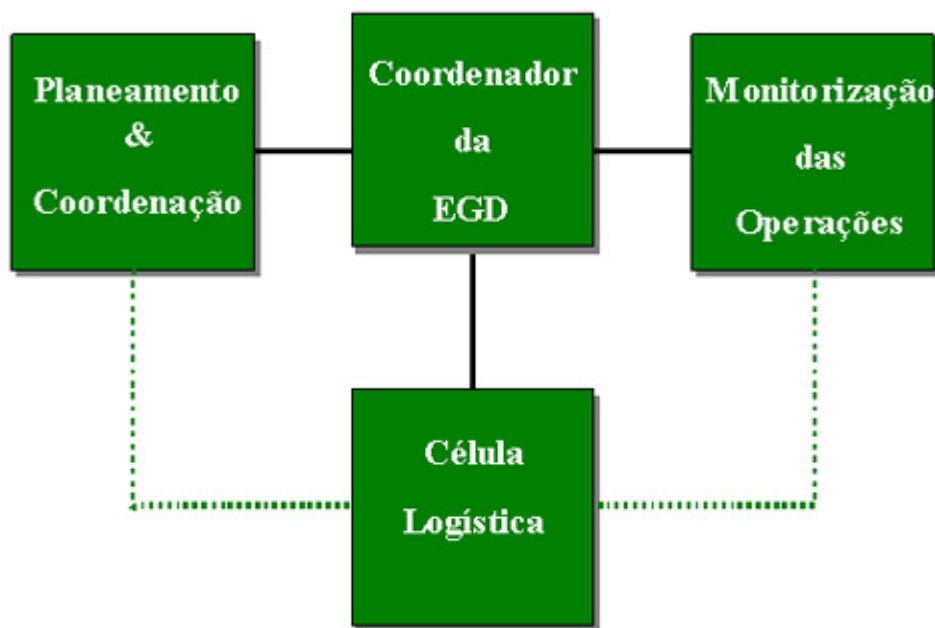 Planeamento
&
Coordenação
Coordenador
da
EGD
Monitorização
das
Operações
Célula
Logística